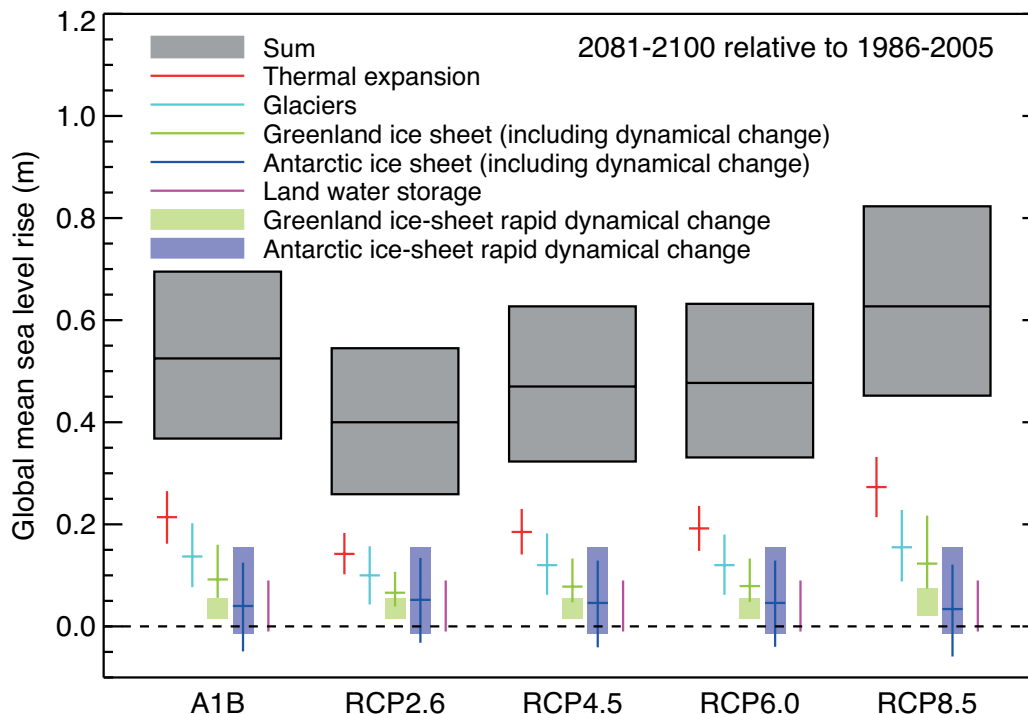 2081-2100 relative to 1986-2005
Sum
Thermal expansion
Glaciers
Greenland ice sheet (including dynamical change)
Antarctic ice sheet (including dynamical change)
Land water storage
Greenland ice-sheet rapid dynamical change
Antarctic ice-sheet rapid dynamical change
Global mean sea level rise (m)
1.2
1.0
0.8
0.6
0.4
0.2
0.0
A1B RCP2.6 RCP4.5 RCP6.0 RCP8.5